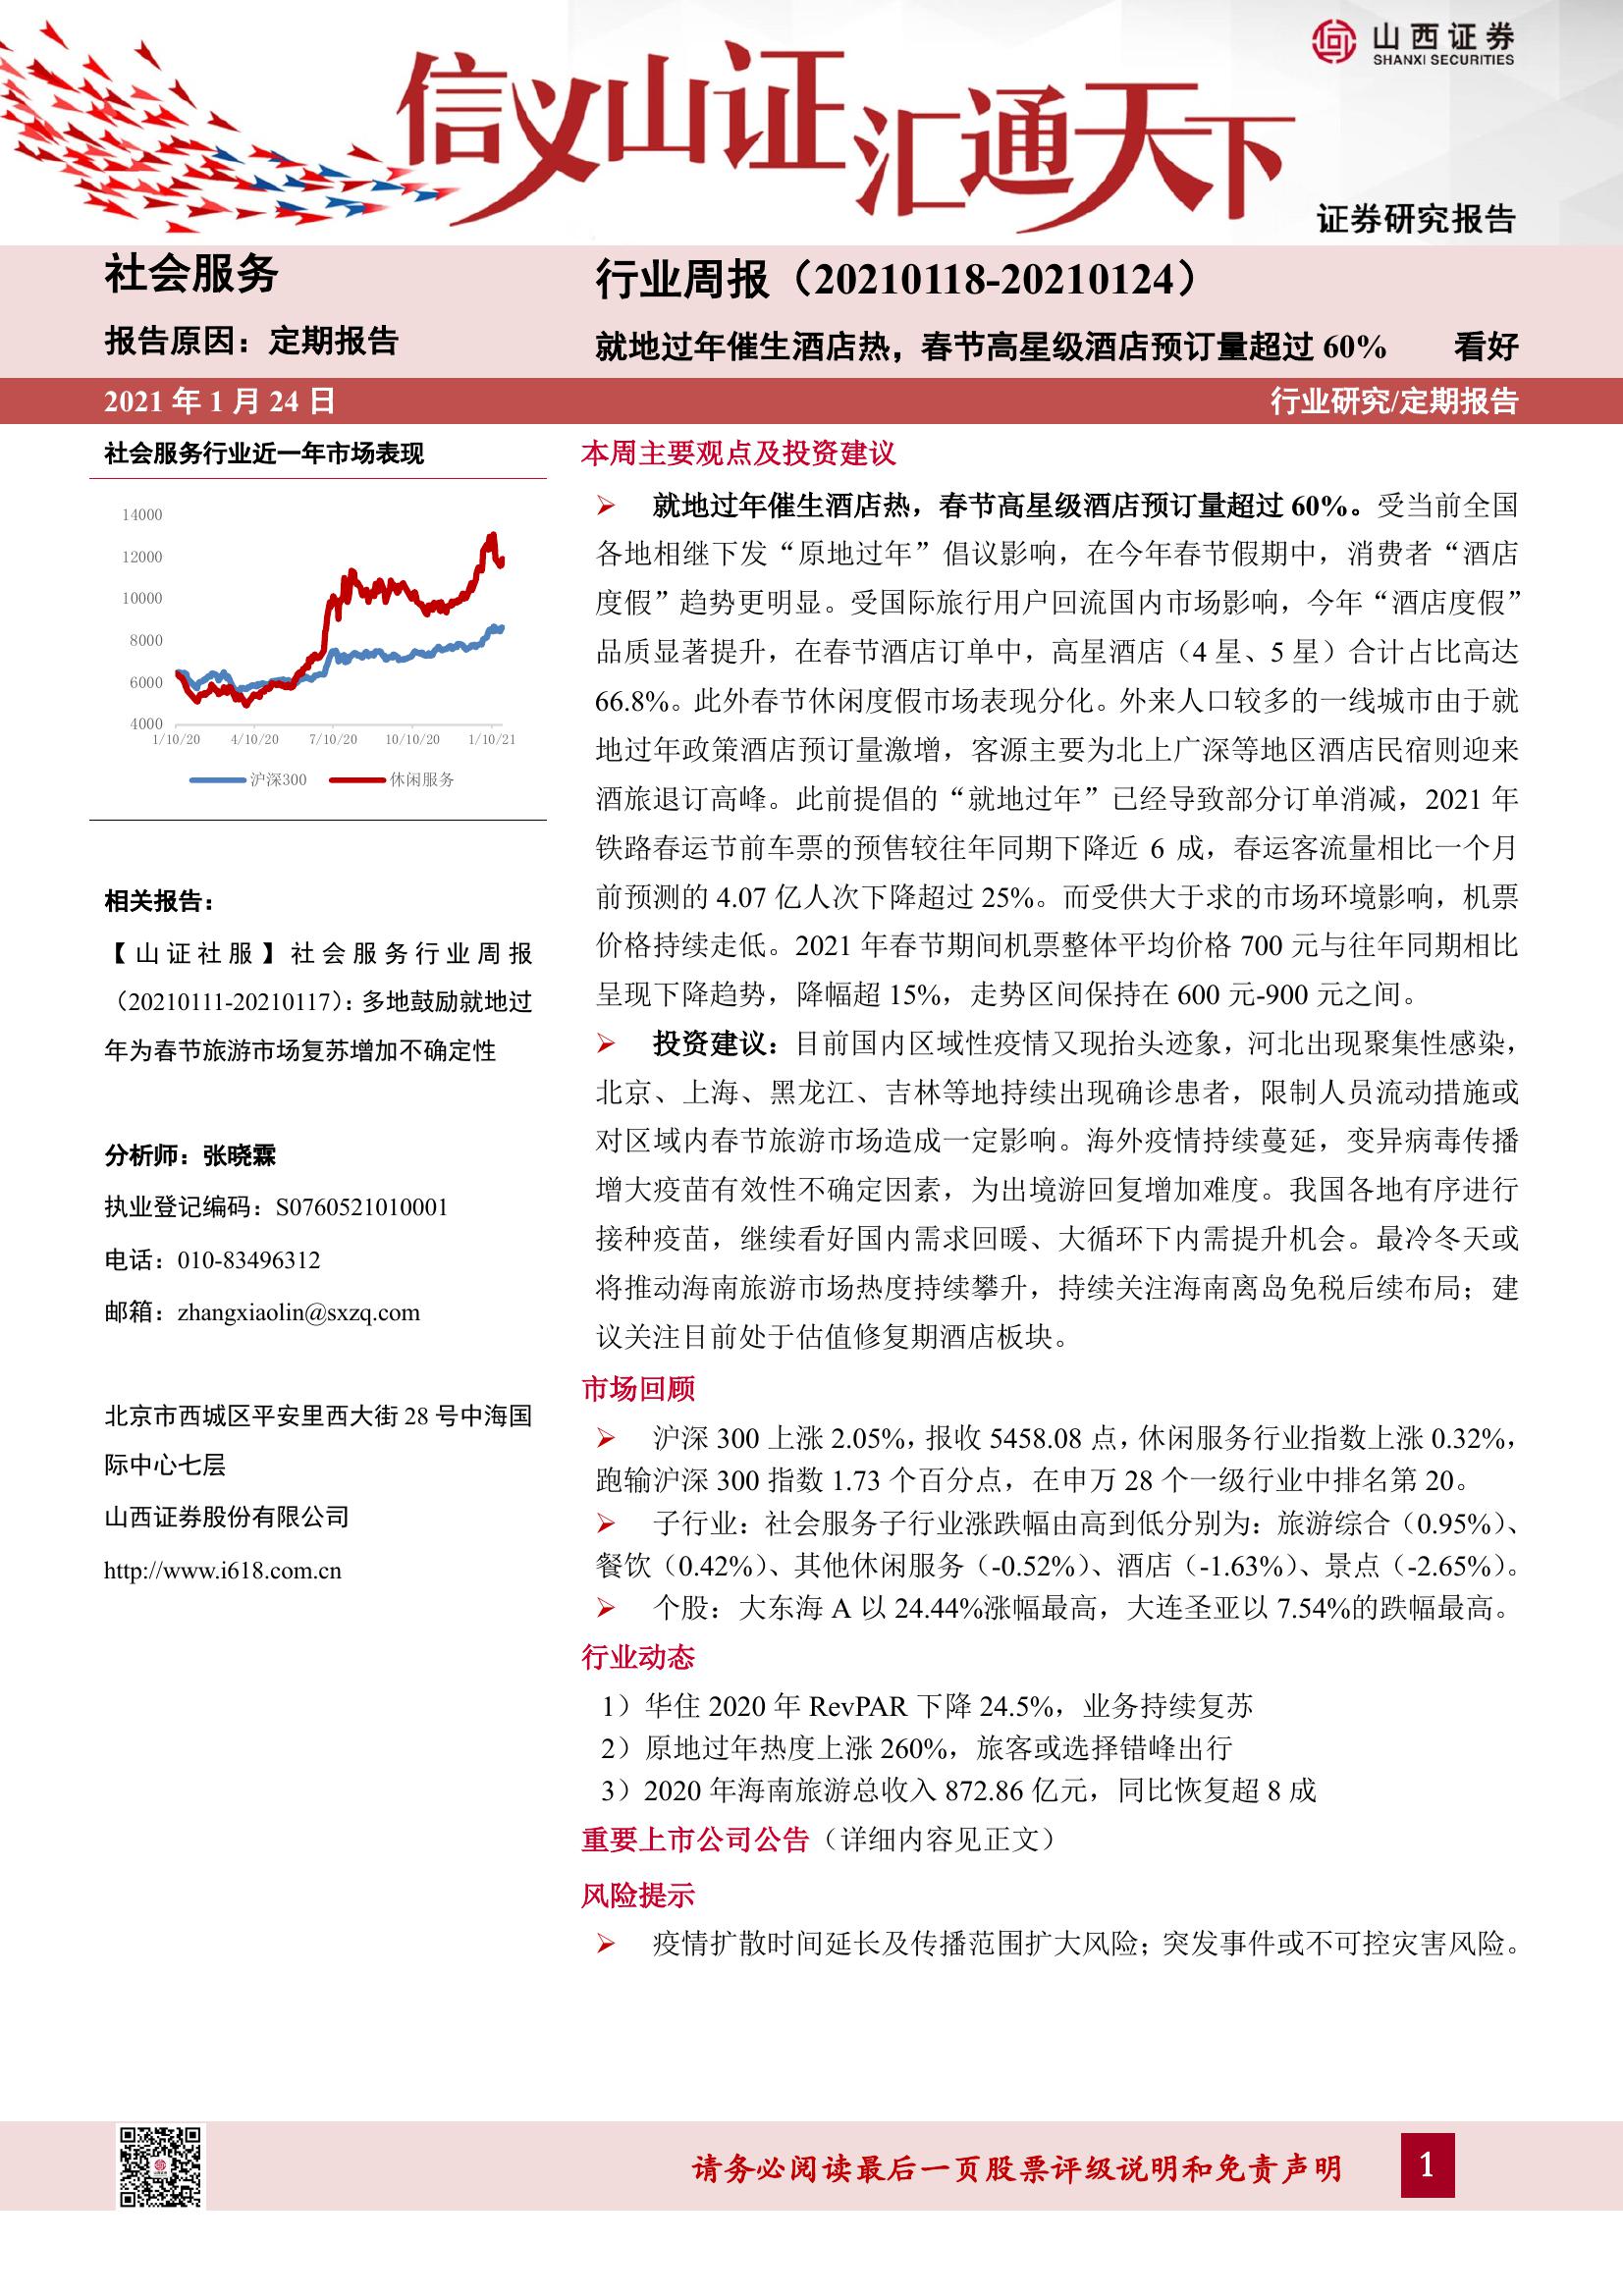 山西证券
SHANXI SECURITIES
信义山证汇通天下
证券研究报告
社会服务
报告原因：定期报告
行业周报（20210118-20210124）
就地过年催生酒店热，春节高星级酒店预订量超过 60% 看好
2021 年 1 月 24 日
行业研究/定期报告
社会服务行业近一年市场表现
14000
12000
10000
8000
6000
4000
1/10/20 4/10/20 7/10/20 10/10/20 1/10/21
沪深300 休闲服务
相关报告：
【山证社服】社会服务行业周报
（20210111-20210117）：多地鼓励就地过
年为春节旅游市场复苏增加不确定性
分析师：张晓霖
执业登记编码：S0760521010001
电话：010-83496312
邮箱：zhangxiaolin@sxzq.com
北京市西城区平安里西大街 28 号中海国
际中心七层
山西证券股份有限公司
http://www.i618.com.cn
本周主要观点及投资建议
➢ 就地过年催生酒店热，春节高星级酒店预订量超过 60%。受当前全国
各地相继下发“原地过年”倡议影响，在今年春节假期中，消费者“酒店
度假”趋势更明显。受国际旅行用户回流国内市场影响，今年“酒店度假”
品质显著提升，在春节酒店订单中，高星酒店（4 星、5 星）合计占比高达
66.8%。此外春节休闲度假市场表现分化。外来人口较多的一线城市由于就
地过年政策酒店预订量激增，客源主要为北上广深等地区酒店民宿则迎来
酒旅退订高峰。此前提倡的“就地过年”已经导致部分订单消减，2021 年
铁路春运节前车票的预售较往年同期下降近 6 成，春运客流量相比一个月
前预测的 4.07 亿人次下降超过 25%。而受供大于求的市场环境影响，机票
价格持续走低。2021 年春节期间机票整体平均价格 700 元与往年同期相比
呈现下降趋势，降幅超 15%，走势区间保持在 600 元-900 元之间。
➢ 投资建议：目前国内区域性疫情又现抬头迹象，河北出现聚集性感染，
北京、上海、黑龙江、吉林等地持续出现确诊患者，限制人员流动措施或
对区域内春节旅游市场造成一定影响。海外疫情持续蔓延，变异病毒传播
增大疫苗有效性不确定因素，为出境游回复增加难度。我国各地有序进行
接种疫苗，继续看好国内需求回暖、大循环下内需提升机会。最冷冬天或
将推动海南旅游市场热度持续攀升，持续关注海南离岛免税后续布局；建
议关注目前处于估值修复期酒店板块。
市场回顾
➢ 沪深 300 上涨 2.05%，报收 5458.08 点，休闲服务行业指数上涨 0.32%，
跑输沪深 300 指数 1.73 个百分点，在申万 28 个一级行业中排名第 20。
➢ 子行业：社会服务子行业涨跌幅由高到低分别为：旅游综合（0.95%）、
餐饮（0.42%）、其他休闲服务（-0.52%）、酒店（-1.63%）、景点（-2.65%）。
➢ 个股：大东海 A 以 24.44%涨幅最高，大连圣亚以 7.54%的跌幅最高。
行业动态
1）华住 2020 年 RevPAR 下降 24.5%，业务持续复苏
2）原地过年热度上涨 260%，旅客或选择错峰出行
3）2020 年海南旅游总收入 872.86 亿元，同比恢复超 8 成
重要上市公司公告（详细内容见正文）
风险提示
➢ 疫情扩散时间延长及传播范围扩大风险；突发事件或不可控灾害风险。
请务必阅读最后一页股票评级说明和免责声明
1